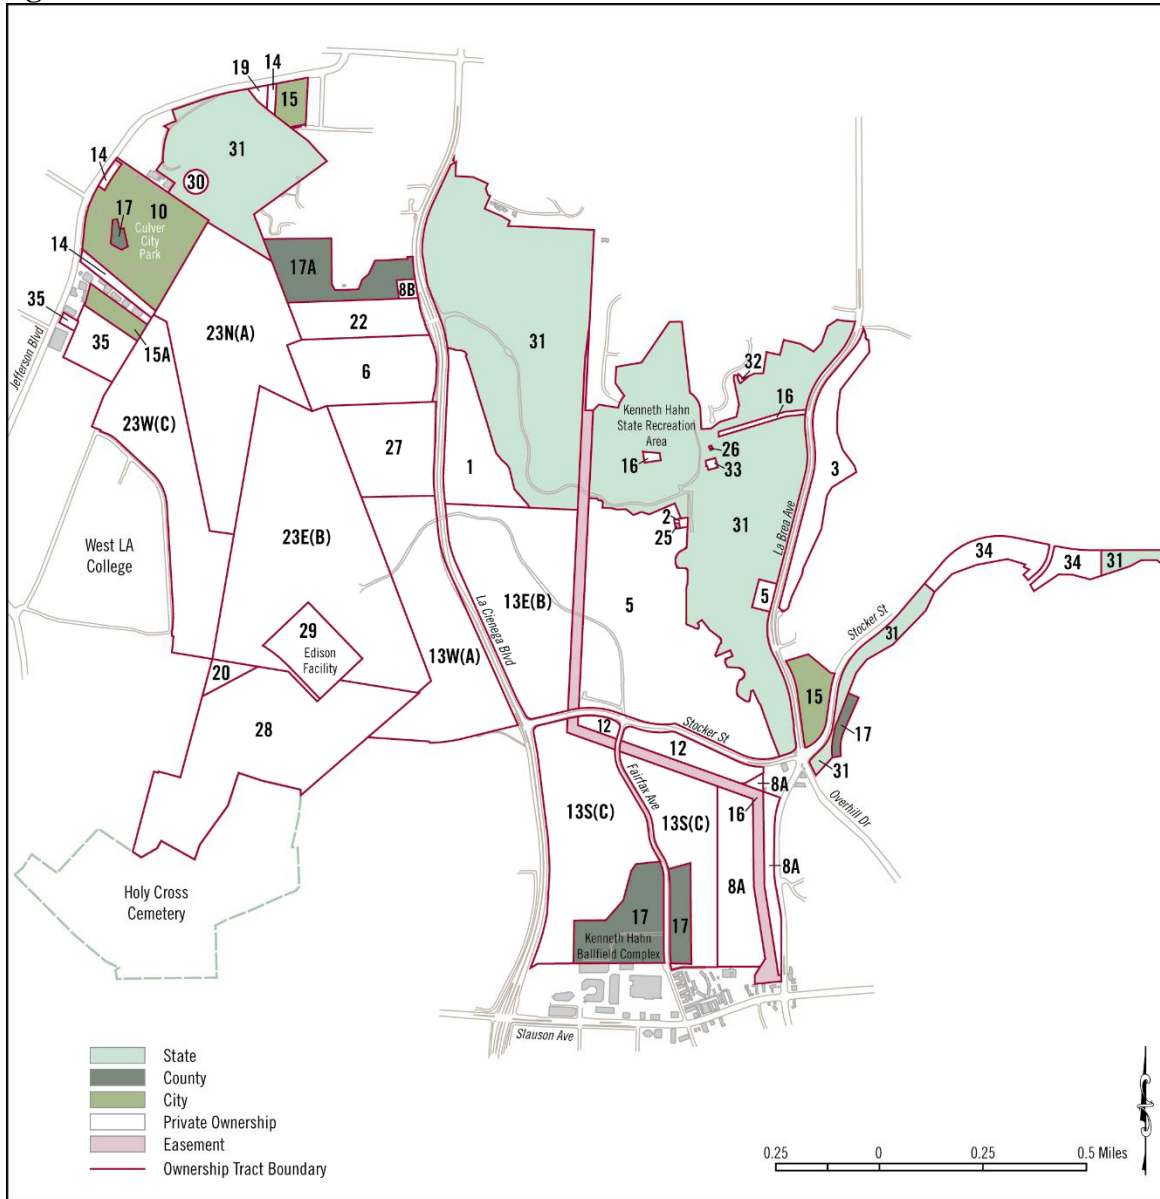 19
14
15
31
14
30
17
10
Culver
City
Park
14
17A
8B
35
23N(A)
22
31
35
15A
6
32
Jefferson Blvd
16
Kenneth Hahn
State Recreation
Area
23W(C)
27
1
26
16
33
3
2
31
La Brea Ave
25
West LA
College
23E(B)
34
34
31
5
13E(B)
5
La Cienega Blvd
Stocker St
31
29
Edison
Facility
13W(A)
20
15
28
12
Stocker St
17
12
31
Fairfax Ave
8A
16
Overhill Dr
13S(C)
13S(C)
8A
8A
Holy Cross
Cemetery
17
17
Kenneth Hahn
Ballfield Complex
Slauson Ave
State
County
City
Private Ownership
Easement
Ownership Tract Boundary
0.25 0 0.25 0.5 Miles